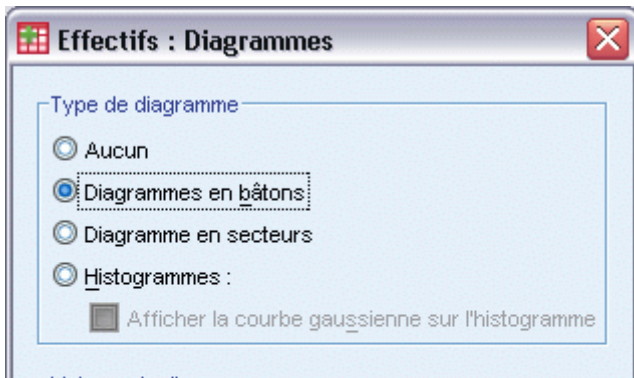 Effectifs : Diagrammes
Type de diagramme
Aucun
Diagrammes en bâtons
Diagramme en secteurs
Histogrammes :
Afficher la courbe gaussienne sur l'histogramme